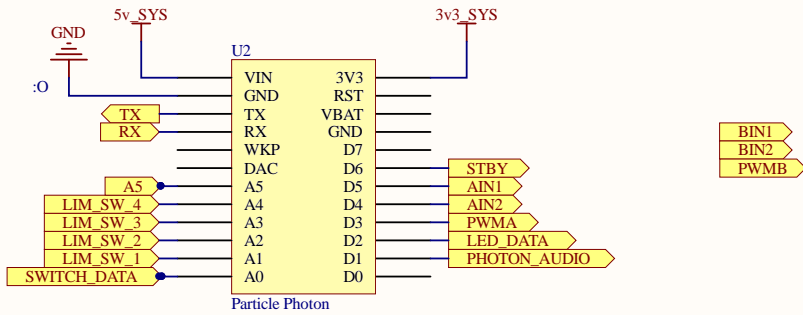 5v_SYS
3v3_SYS
GND
U2
:O
VIN
GND
TX
RX
WKP
DAC
A5
A4
A3
A2
A1
A0
3V3
RST
VBAT
GND
D7
D6
D5
D4
D3
D2
D1
D0
TX
RX
A5
LIM_SW_4
LIM_SW_3
LIM_SW_2
LIM_SW_1
SWITCH_DATA
STBY
AIN1
AIN2
PWMA
LED_DATA
PHOTON_AUDIO
BIN1
BIN2
PWMB
Particle Photon